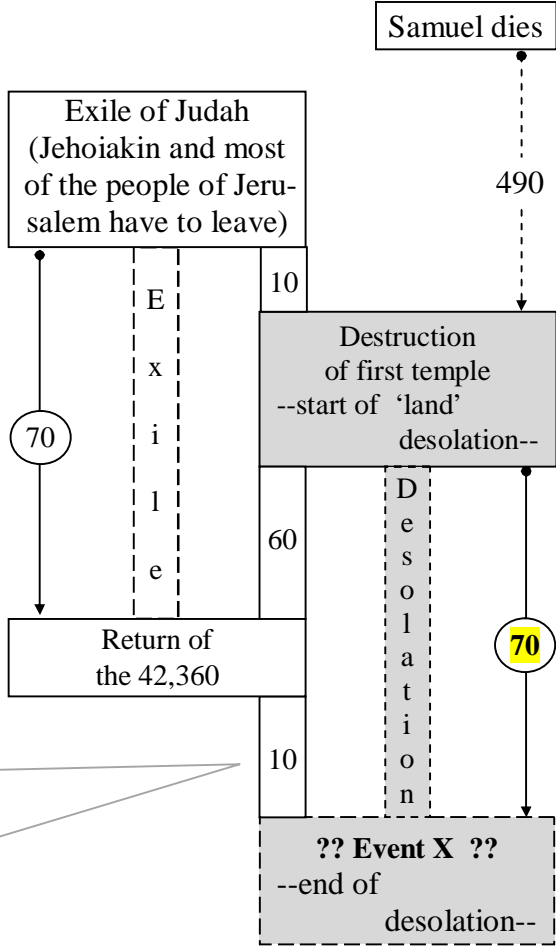 Samuel dies
490
Exile of Judah
(Jehoiakin and most
of the people of Jeru-
salem have to leave)
10
E
x
i
l
e
70
Destruction
of first temple
--start of ‘land’
desolation--
60
D
e
s
o
l
a
t
i
o
n
70
Return of
the 42,360
10
?? Event X ??
--end of
desolation--